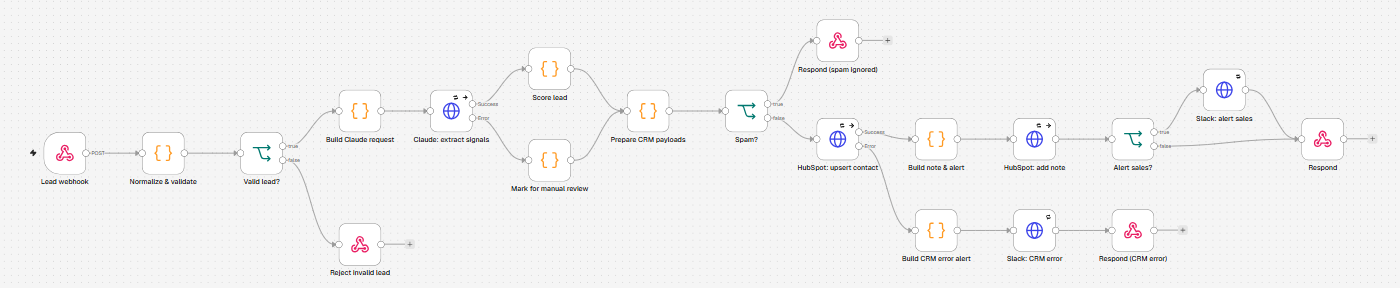 Respond (spam ignored)
true
Score lead
Slack: alert sales
Success
Error
Build Claude request
Claude: extract signals
Prepare CRM payloads
Spam?
true
false
Success
Error
true
false
POST
true
false
HubSpot: upsert contact
Build note & alert
HubSpot: add note
Alert sales?
Respond
Lead webhook
Normalize & validate
Valid lead?
Mark for manual review
Build CRM error alert
Slack: CRM error
Respond (CRM error)
Reject invalid lead